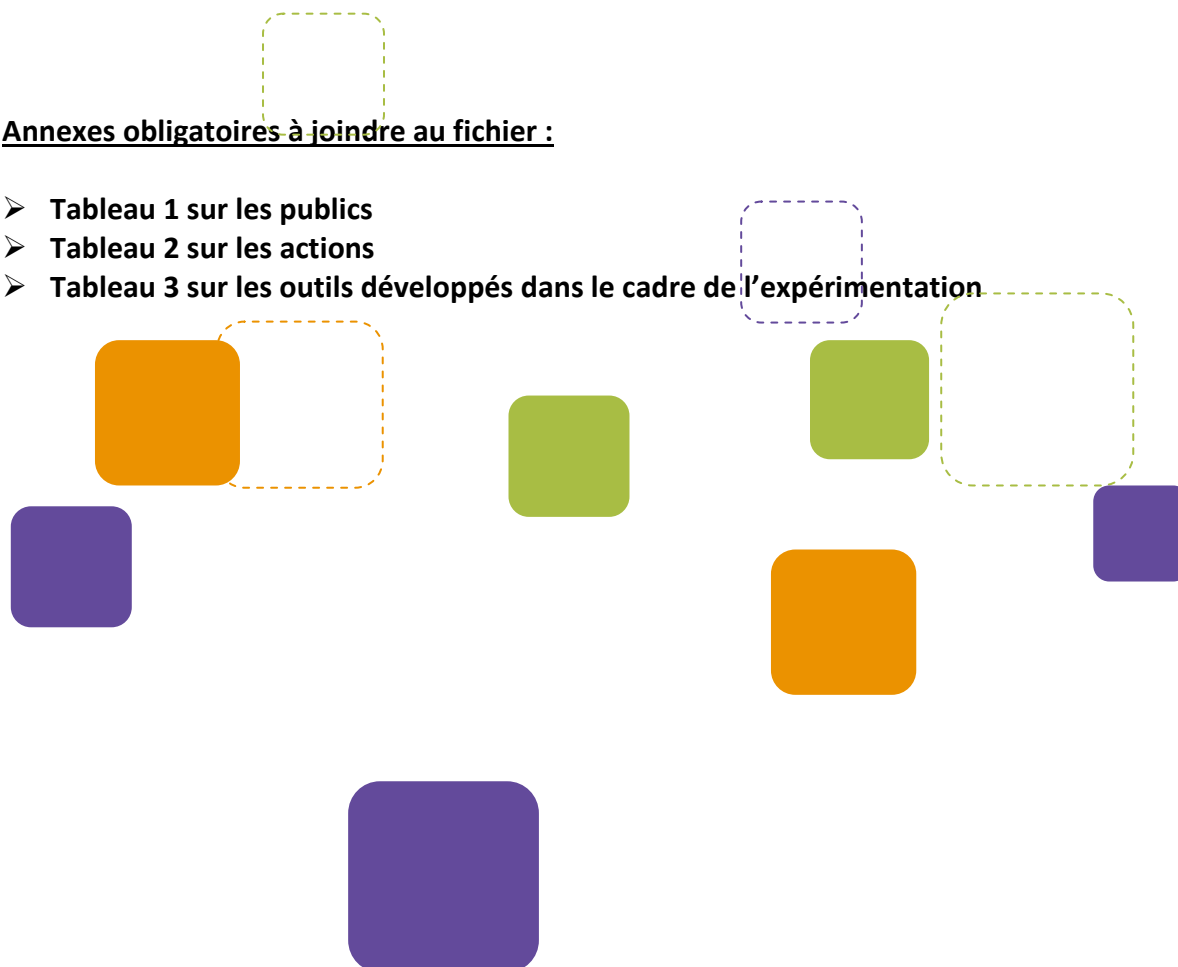 Annexes obligatoires à joindre au fichier :
➢ Tableau 1 sur les publics
➢ Tableau 2 sur les actions
➢ Tableau 3 sur les outils développés dans le cadre de l’expérimentation